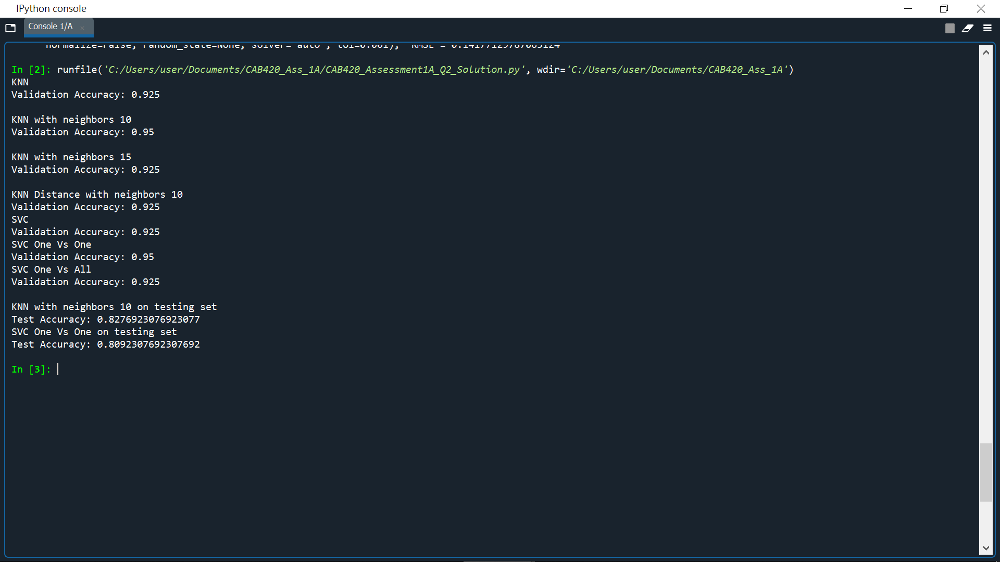 IPython console
Console 1/A
normalize=False, random_state=None, solver='auto', tol=0.001), RMSE = 0.14177129787065124
In [2]: runfile('C:/Users/user/Documents/CAB420_Ass_1A/CAB420_Assessment1A_Q2_Solution.py', wdir='C:/Users/user/Documents/CAB420_Ass_1A')
KNN
Validation Accuracy: 0.925
KNN with neighbors 10
Validation Accuracy: 0.95
KNN with neighbors 15
Validation Accuracy: 0.925
KNN Distance with neighbors 10
Validation Accuracy: 0.925
SVC
Validation Accuracy: 0.925
SVC One Vs One
Validation Accuracy: 0.95
SVC One Vs All
Validation Accuracy: 0.925
KNN with neighbors 10 on testing set
Test Accuracy: 0.8276923076923077
SVC One Vs One on testing set
Test Accuracy: 0.8092307692307692
In [3]: